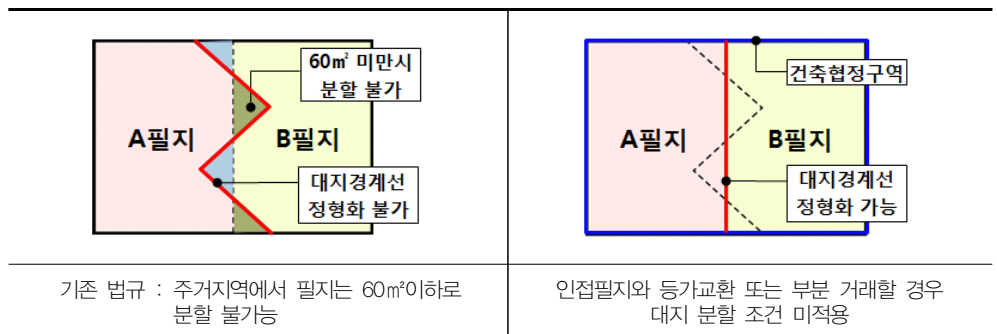 60㎡ 미만시
분할 불가
A필지
B필지
대지경계선
정형화 불가
건축협정구역
A필지
B필지
대지경계선
정형화 가능
기존 법규 : 주거지역에서 필지는 60㎡이하로
분할 불가능
인접필지와 등가교환 또는 부분 거래할 경우
대지 분할 조건 미적용